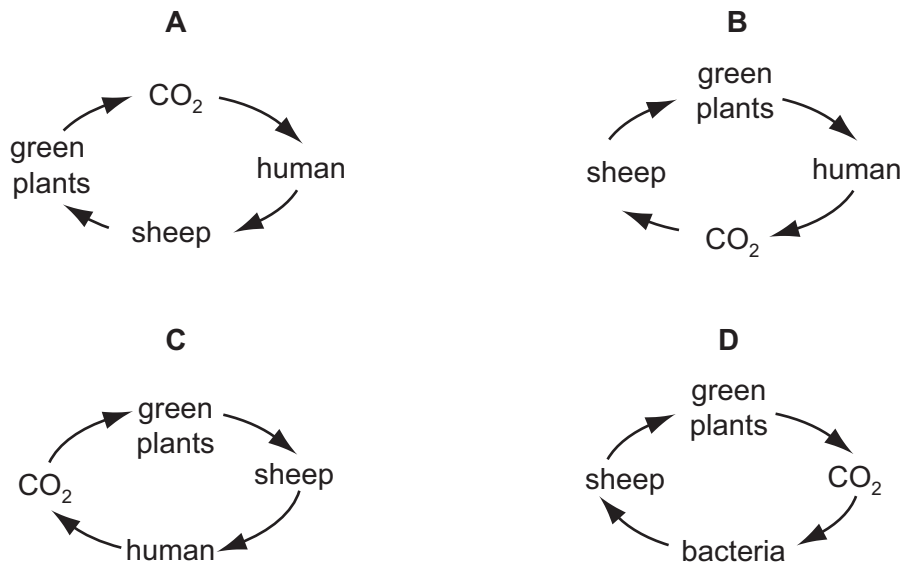 A
CO₂
green
plants
human
sheep
B
green
plants
sheep
human
CO₂
C
green
plants
CO₂
sheep
human
D
green
plants
sheep
CO₂
bacteria